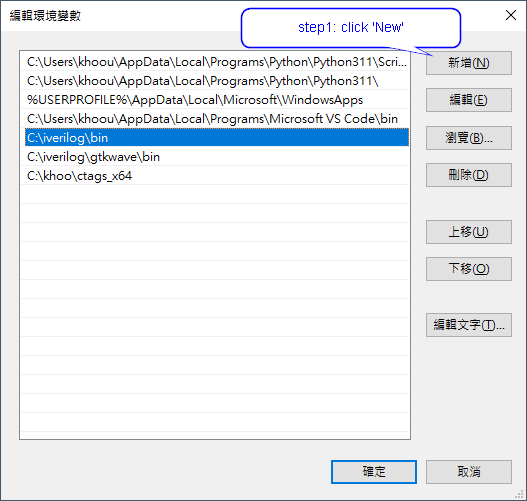 編輯環境變數
step1: click 'New'
C:\Users\khoou\AppData\Local\Programs\Python\Python311\Scri...
C:\Users\khoou\AppData\Local\Programs\Python\Python311\
%USERPROFILE%\AppData\Local\Microsoft\WindowsApps
C:\Users\khoou\AppData\Local\Programs\Microsoft VS Code\bin
C:\iverilog\bin
C:\iverilog\gtkwave\bin
C:\khoo\ctags_x64
新增(N)
編輯(E)
瀏覽(B)...
刪除(D)
上移(U)
下移(O)
編輯文字(T)...
確定
取消